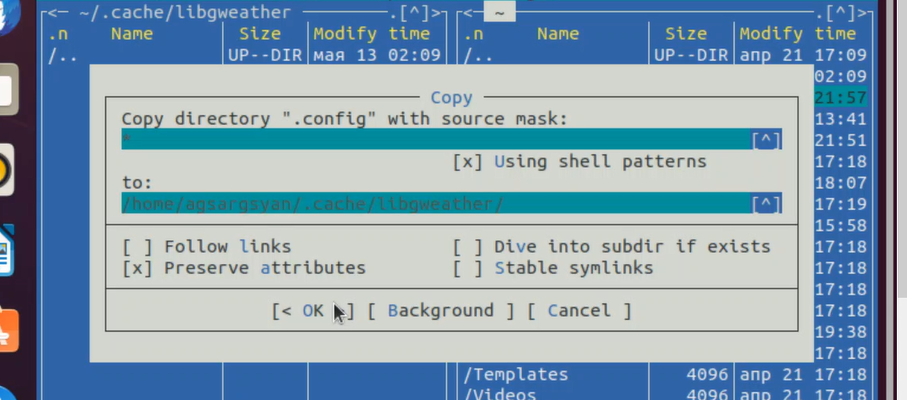 <− ~/.cache/libgweather .[^]>
.n Name Size Modify time
/.. UP--DIR мая 13 02:09
<− ~ .[^]>
.n Name Size Modify time
/.. UP--DIR апр 21 17:09
02:09
21:57
13:41
21:51
17:18
18:07
17:19
15:58
17:18
17:18
17:18
17:18
19:38
17:18
/Templates 4096 апр 21 17:18
/Videos 4096 апр 21 17:18
Copy
Copy directory ".config" with source mask:
* [^]
[x] Using shell patterns
to:
/home/agsargsyan/.cache/libgweather/ [^]
[ ] Follow links [ ] Dive into subdir if exists
[x] Preserve attributes [ ] Stable symlinks
[< OK >] [ Background ] [ Cancel ]